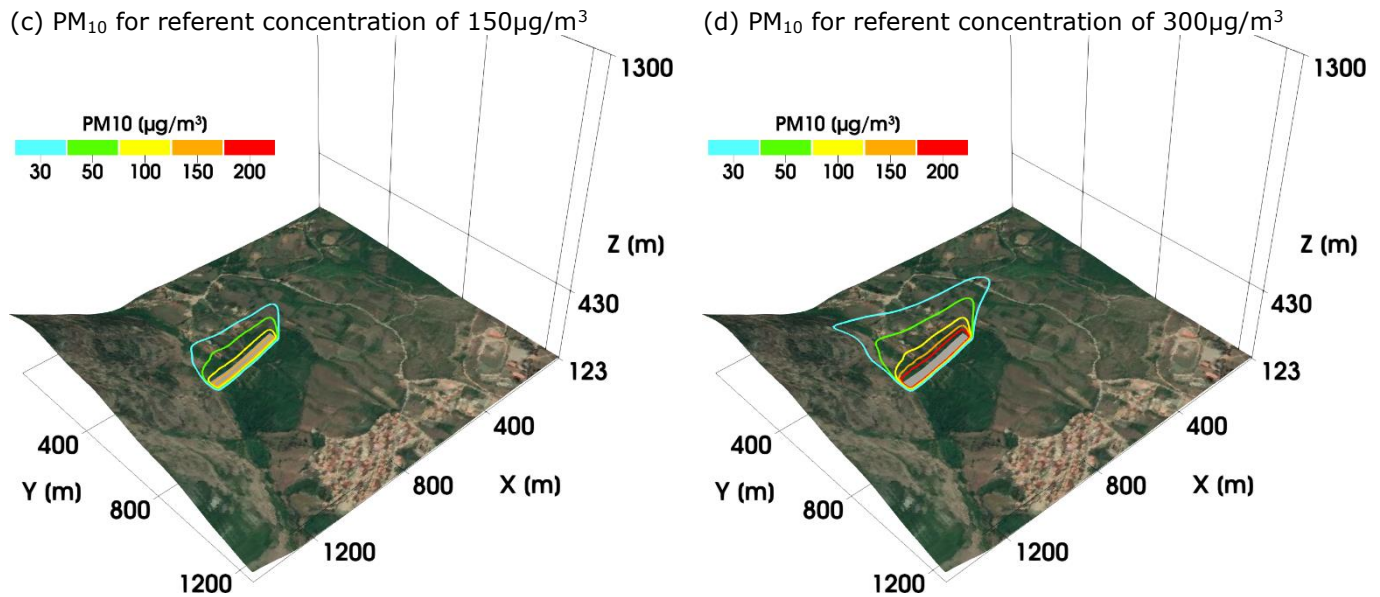 (c) PM₁₀ for referent concentration of 150µg/m³
PM10 (µg/m³)
30 50 100 150 200
1300
Z (m)
430
123
400
X (m)
800
1200
400
Y (m)
800
1200
(d) PM₁₀ for referent concentration of 300µg/m³
PM10 (µg/m³)
30 50 100 150 200
1300
Z (m)
430
123
400
X (m)
800
1200
400
Y (m)
800
1200